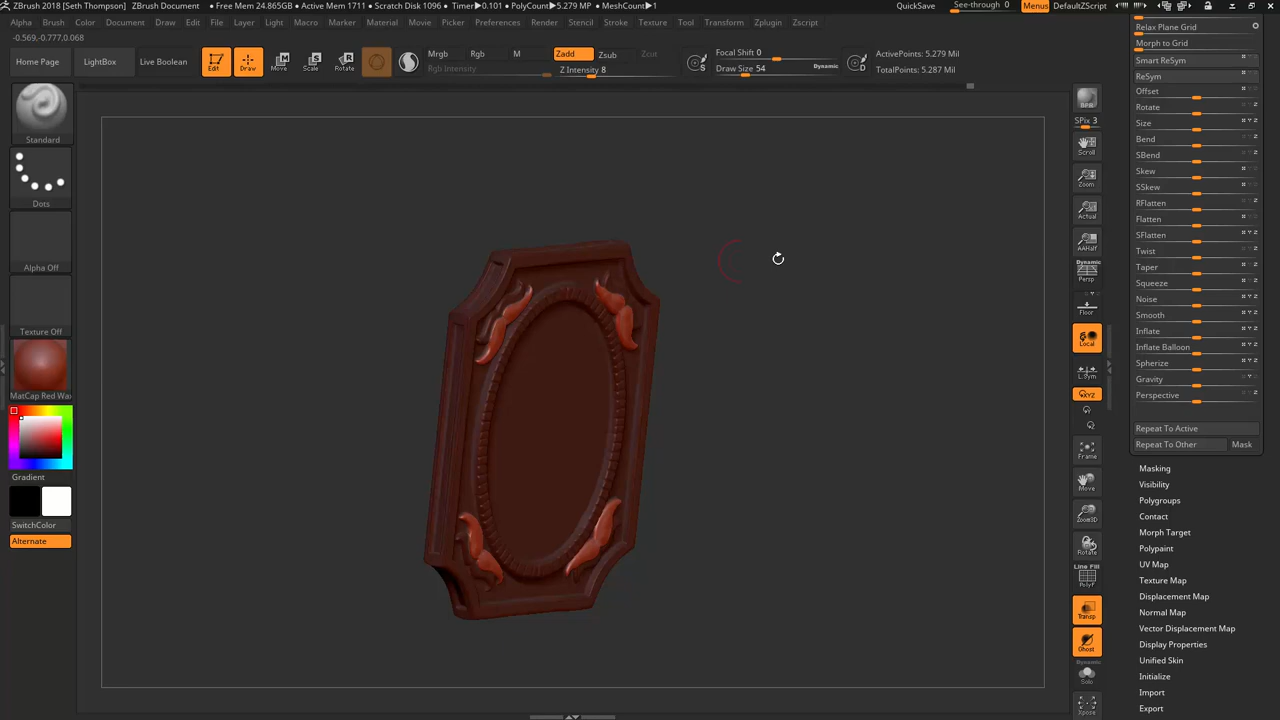 ZBrush 2018 [Seth Thompson] ZBrush Document • Free Mem 24.865GB • Active Mem 1711 • Scratch Disk 1096 • Timer▸0.101 • PolyCount▸5.279 MP • MeshCount▸1 QuickSave See-through 0 Menus DefaultZScript
Alpha Brush Color Document Draw Edit File Layer Light Macro Marker Material Movie Picker Preferences Render Stencil Stroke Texture Tool Transform Zplugin Zscript
-0.569,-0.777,0.068
Home Page LightBox Live Boolean Edit Draw Move Scale Rotate
Mrgb Rgb M Zadd Zsub Zcut
Rgb Intensity Z Intensity 8
Focal Shift 0
Draw Size 54 Dynamic
S
D
ActivePoints: 5.279 Mil
TotalPoints: 5.287 Mil
Standard
Dots
Alpha Off
Texture Off
MatCap Red Wax
Gradient
SwitchColor
Alternate
BPR
SPix 3
Scroll
Zoom
Actual
AAHalf
Dynamic
Persp
Floor
Local
L.Sym
XYZ
Frame
Move
Zoom3D
Rotate
Line Fill
PolyF
Transp
Ghost
Dynamic
Solo
Xpose
Relax Plane Grid
Morph to Grid
Smart ReSym
ReSym
Offset
Rotate
Size
Bend
SBend
Skew
SSkew
RFlatten
Flatten
SFlatten
Twist
Taper
Squeeze
Noise
Smooth
Inflate
Inflate Balloon
Spherize
Gravity
Perspective
Repeat To Active
Repeat To Other Mask
Masking
Visibility
Polygroups
Contact
Morph Target
Polypaint
UV Map
Texture Map
Displacement Map
Normal Map
Vector Displacement Map
Display Properties
Unified Skin
Initialize
Import
Export